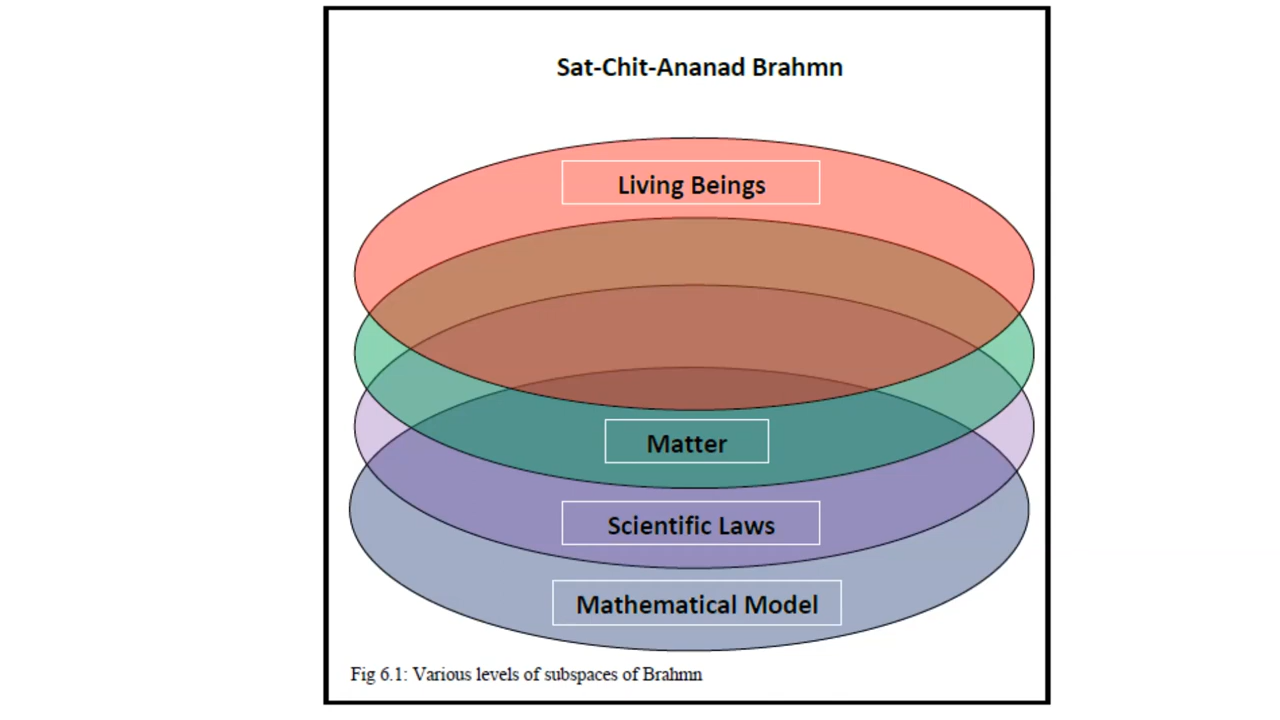 Sat-Chit-Ananad Brahmn
Living Beings
Matter
Scientific Laws
Mathematical Model
Fig 6.1: Various levels of subspaces of Brahmn